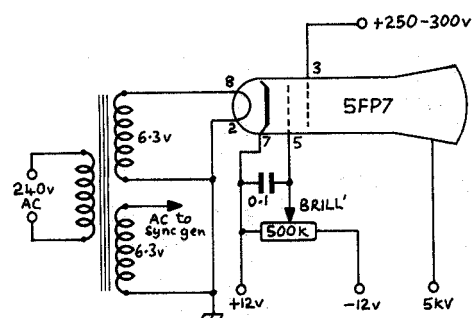 +250-300v
3
8
5FP7
2
7
5
6.3v
240v
AC
0.1
BRILL'
AC to
Sync gen
500k
6.3v
+12v
-12v
5KV